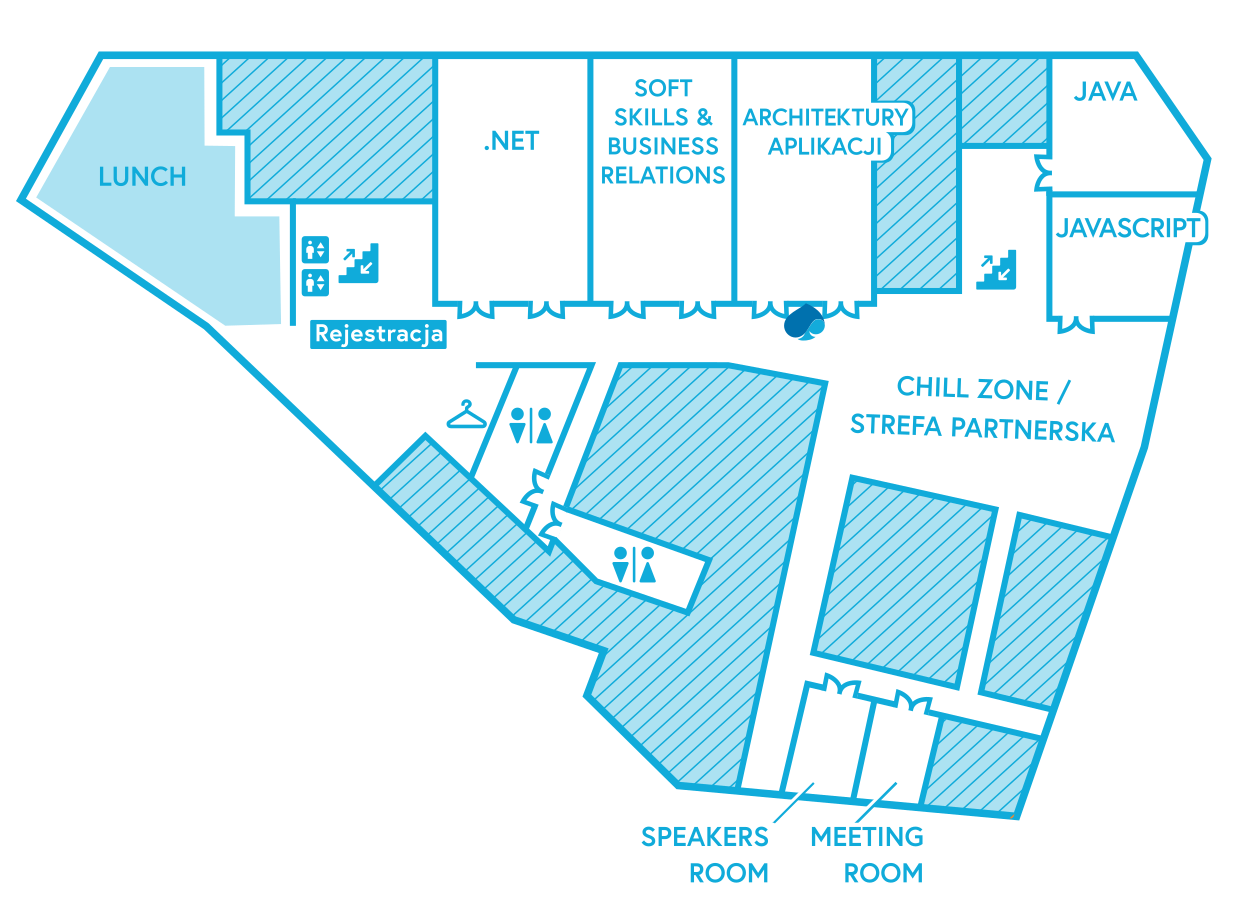 LUNCH
.NET
SOFT
SKILLS &
BUSINESS
RELATIONS
ARCHITEKTURY
APLIKACJI
JAVA
JAVASCRIPT
Rejestracja
CHILL ZONE /
STREFA PARTNERSKA
SPEAKERS
ROOM
MEETING
ROOM